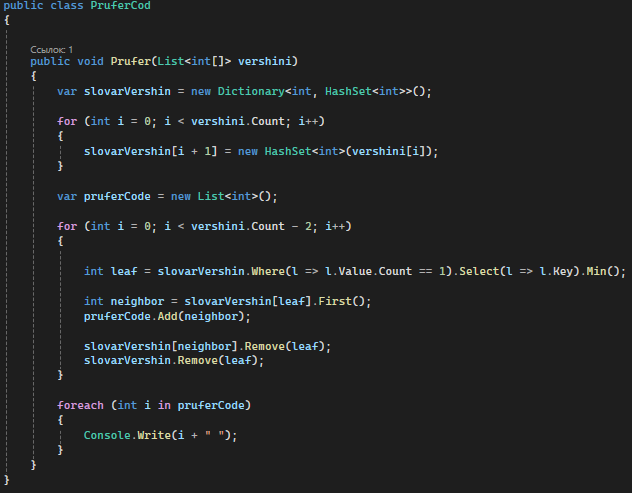 public class PruferCod
{
Ссылок: 1
public void Prufer(List<int[]> vershini)
{
var slovarVershin = new Dictionary<int, HashSet<int>>();
for (int i = 0; i < vershini.Count; i++)
{
slovarVershin[i + 1] = new HashSet<int>(vershini[i]);
}
var pruferCode = new List<int>();
for (int i = 0; i < vershini.Count - 2; i++)
{
int leaf = slovarVershin.Where(l => l.Value.Count == 1).Select(l => l.Key).Min();
int neighbor = slovarVershin[leaf].First();
pruferCode.Add(neighbor);
slovarVershin[neighbor].Remove(leaf);
slovarVershin.Remove(leaf);
}
foreach (int i in pruferCode)
{
Console.Write(i + " ");
}
}
}